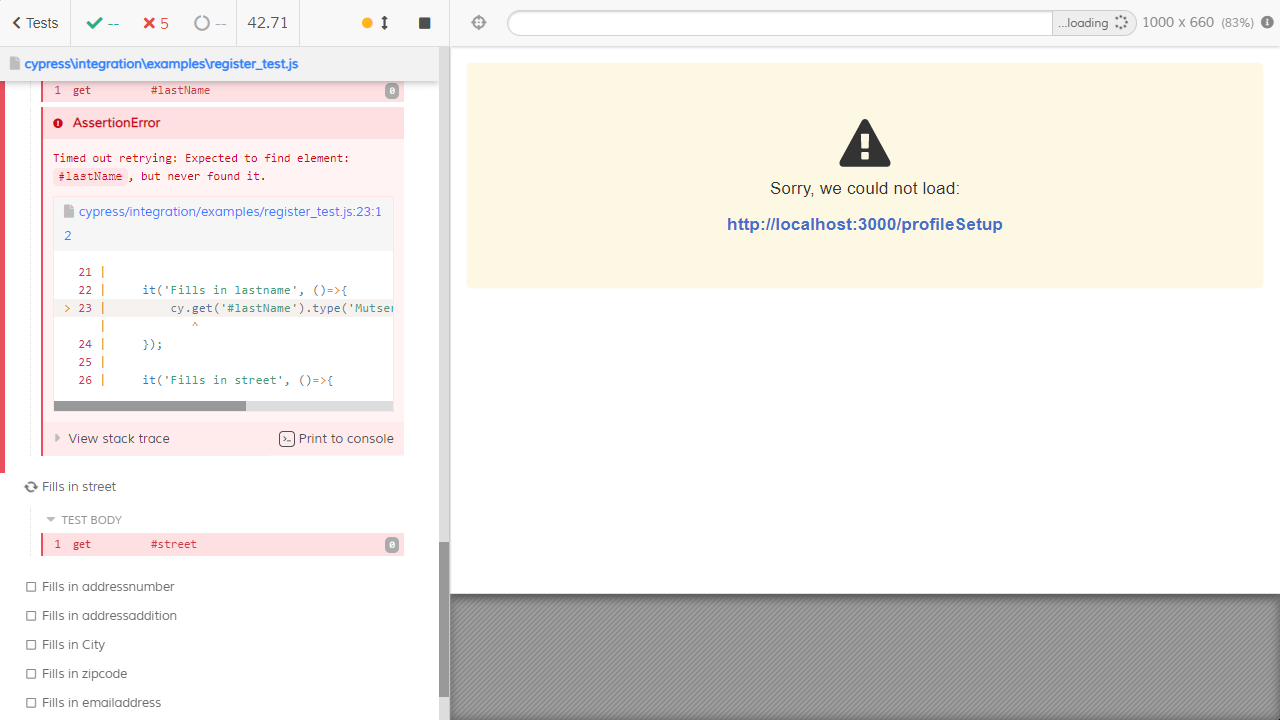 Tests
--
5
--
42.71
...loading
1000 x 660 (83%)
cypress\integration\examples\register_test.js
1 get #lastName 0
AssertionError
Timed out retrying: Expected to find element:
#lastName, but never found it.
cypress/integration/examples/register_test.js:23:1
2
21 |
22 | it('Fills in lastname', ()=>{
> 23 | cy.get('#lastName').type('Mutser
| ^
24 | });
25 |
26 | it('Fills in street', ()=>{
View stack trace
Print to console
Fills in street
TEST BODY
1 get #street 0
Fills in addressnumber
Fills in addressaddition
Fills in City
Fills in zipcode
Fills in emailaddress
Sorry, we could not load:
http://localhost:3000/profileSetup